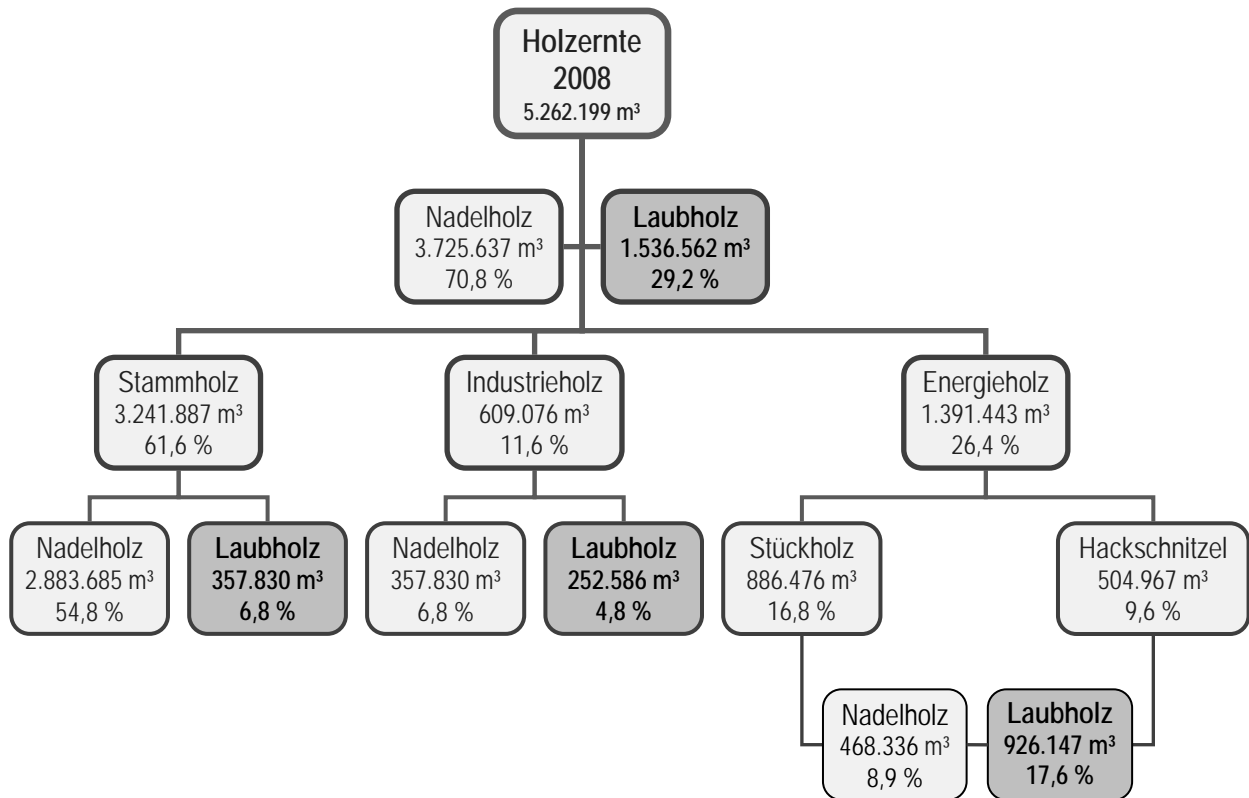 Holzernte
2008
5.262.199 m³
Nadelholz
3.725.637 m³
70,8 %
Laubholz
1.536.562 m³
29,2 %
Stammholz
3.241.887 m³
61,6 %
Industrieholz
609.076 m³
11,6 %
Energieholz
1.391.443 m³
26,4 %
Nadelholz
2.883.685 m³
54,8 %
Laubholz
357.830 m³
6,8 %
Nadelholz
357.830 m³
6,8 %
Laubholz
252.586 m³
4,8 %
Stückholz
886.476 m³
16,8 %
Hackschnitzel
504.967 m³
9,6 %
Nadelholz
468.336 m³
8,9 %
Laubholz
926.147 m³
17,6 %